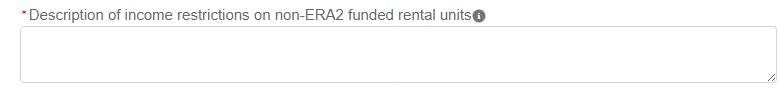 * Description of income restrictions on non-ERA2 funded rental units